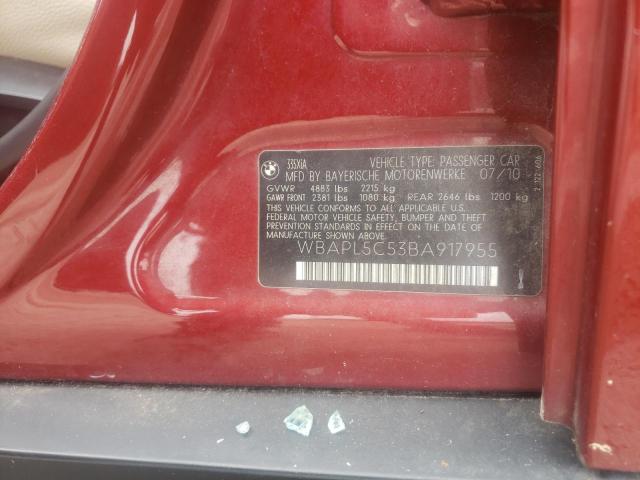 335XiA VEHICLE TYPE: PASSENGER CAR
MFD BY BAYERISCHE MOTORENWERKE 07/10
GVWR 4883 lbs 2215 kg
GAWR FRONT 2381 lbs 1080 kg REAR 2646 lbs 1200 kg
THIS VEHICLE CONFORMS TO ALL APPLICABLE U.S.
FEDERAL MOTOR VEHICLE SAFETY, BUMPER AND THEFT
PREVENTION STANDARDS IN EFFECT ON THE DATE
OF MANUFACTURE SHOWN ABOVE.
WBAPL5C53BA917955